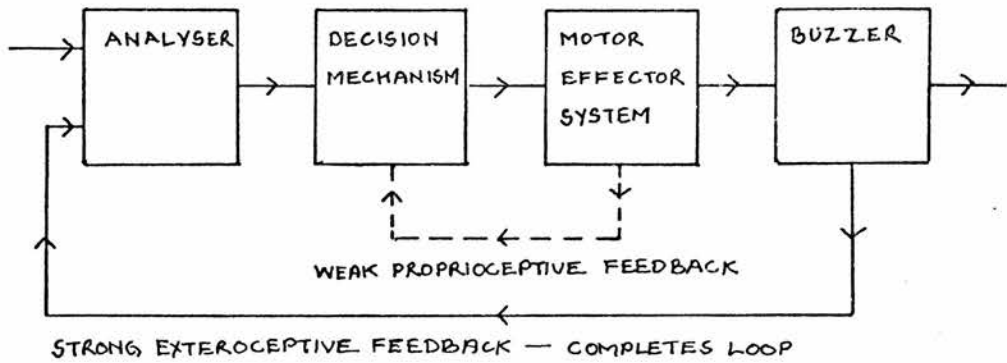 ANALYSER
DECISION
MECHANISM
MOTOR
EFFECTOR
SYSTEM
BUZZER
WEAK PROPRIOCEPTIVE FEEDBACK
STRONG EXTEROCEPTIVE FEEDBACK — COMPLETES LOOP